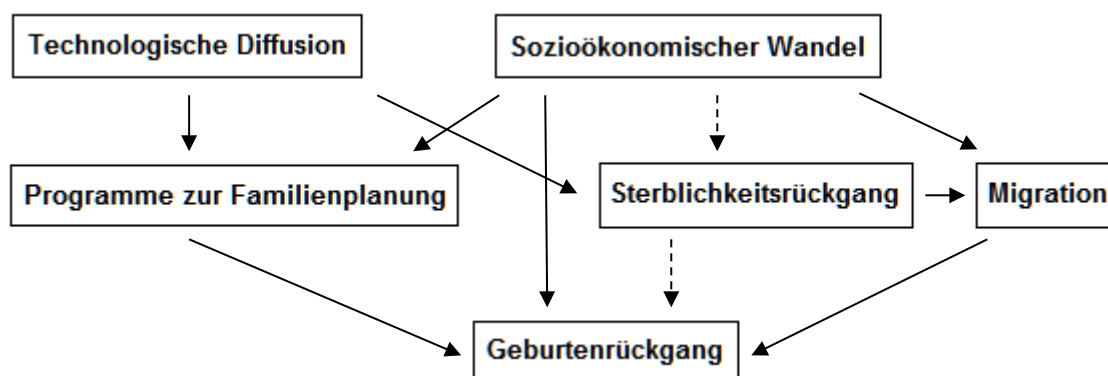 Technologische Diffusion
Sozioökonomischer Wandel
Programme zur Familienplanung
Sterblichkeitsrückgang
Migration
Geburtenrückgang